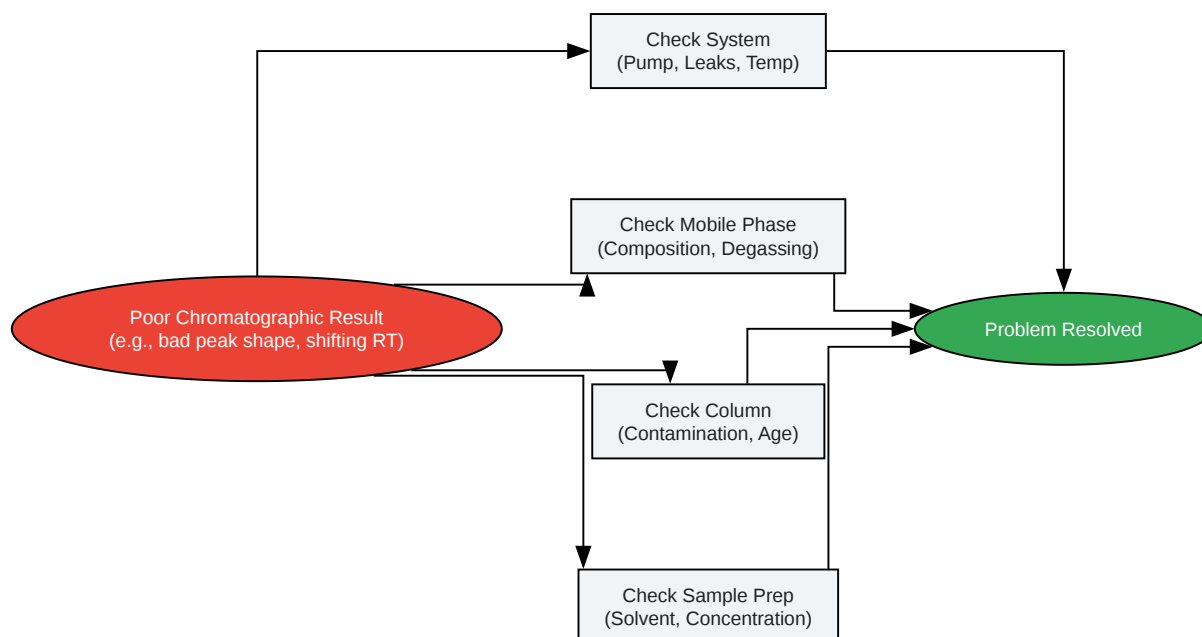 Check System
(Pump, Leaks, Temp)
Check Mobile Phase
(Composition, Degassing)
Poor Chromatographic Result
(e.g., bad peak shape, shifting RT)
Problem Resolved
Check Column
(Contamination, Age)
Check Sample Prep
(Solvent, Concentration)